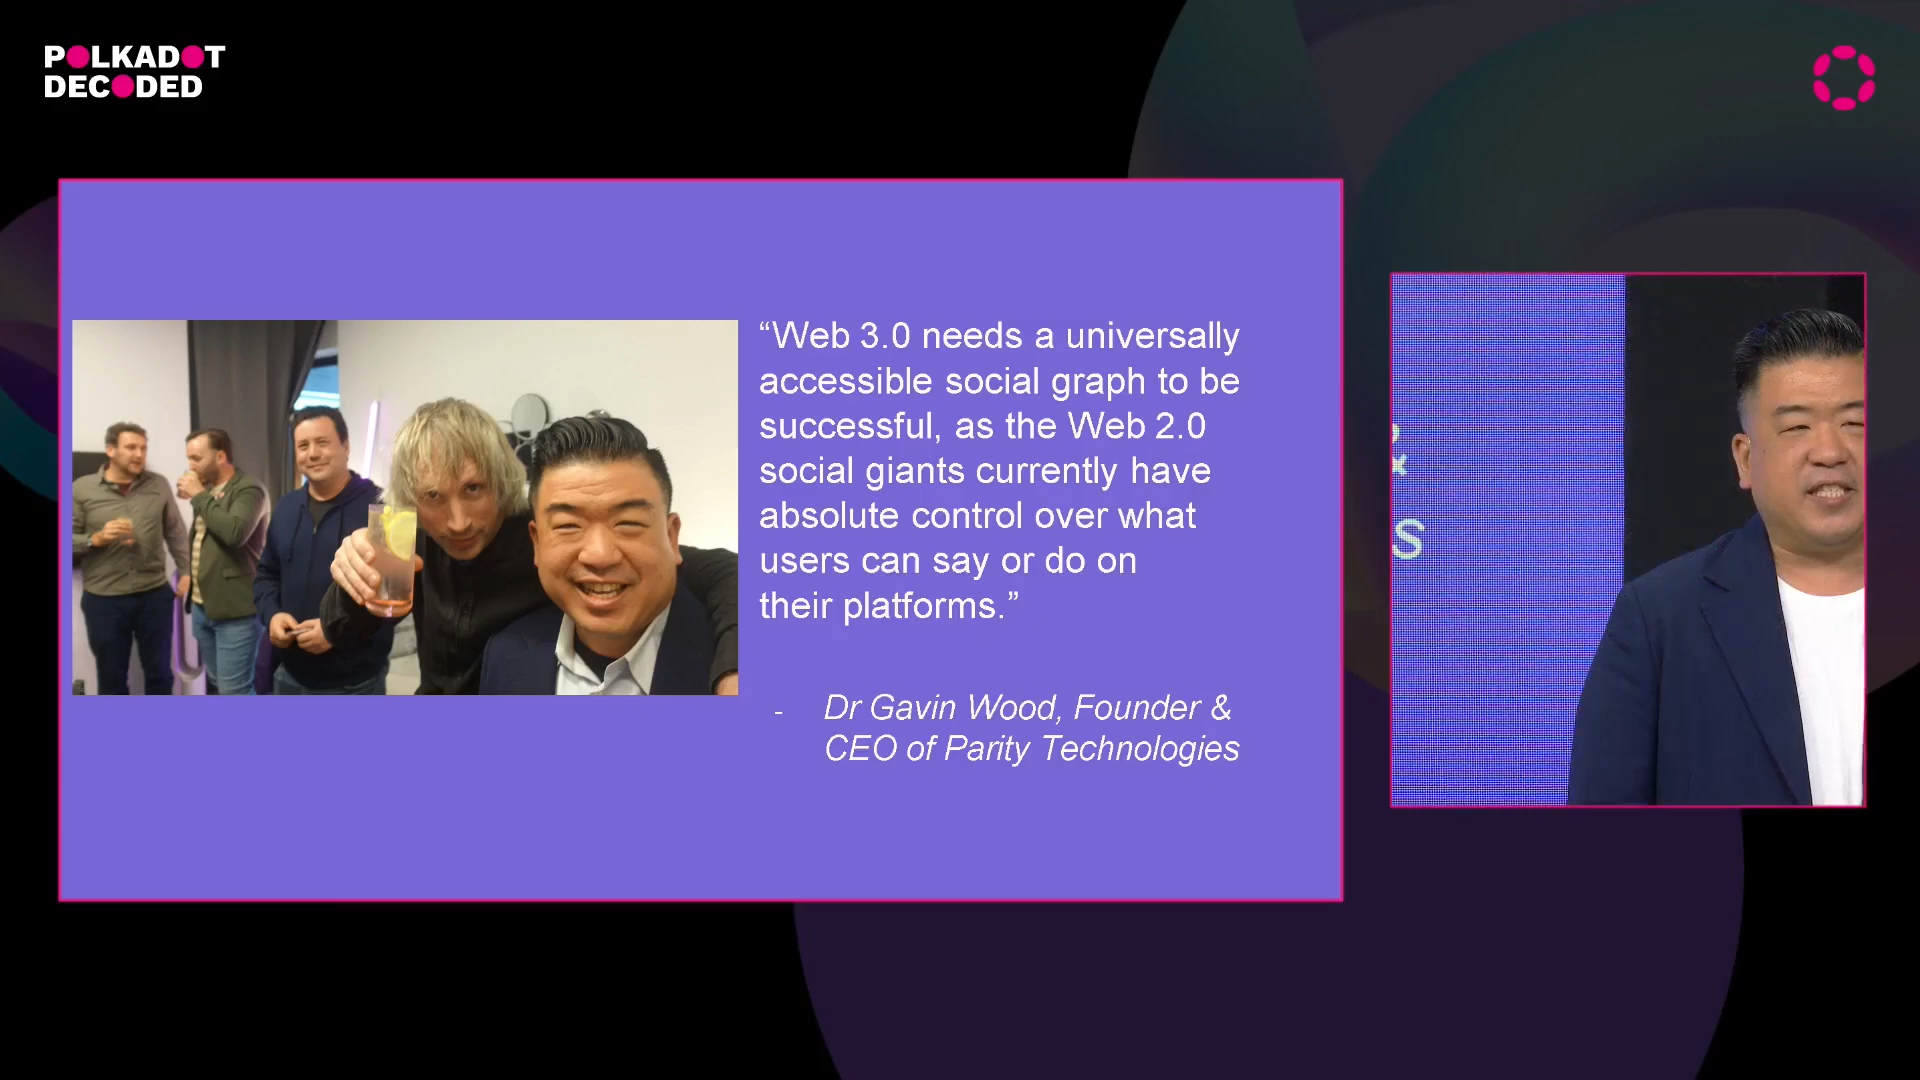 POLKADOT
DECODED
“Web 3.0 needs a universally
accessible social graph to be
successful, as the Web 2.0
social giants currently have
absolute control over what
users can say or do on
their platforms.”
- Dr Gavin Wood, Founder &
CEO of Parity Technologies
S